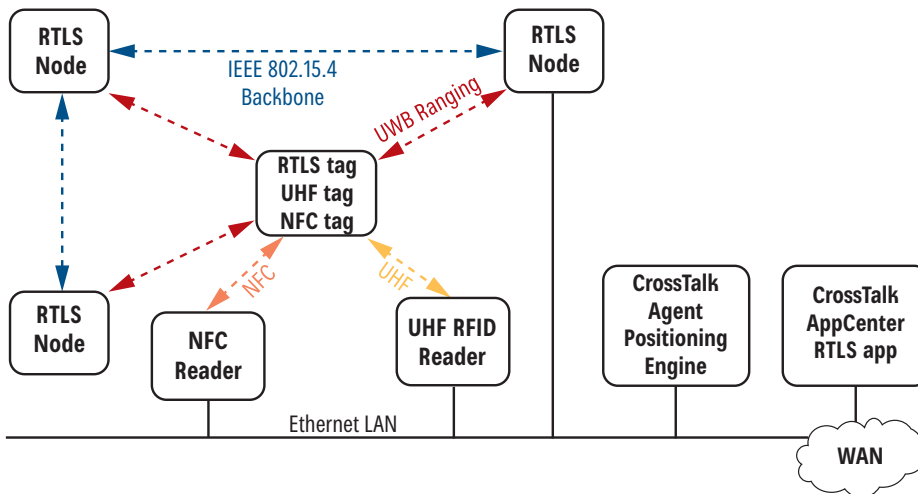 RTLS
Node
RTLS
Node
IEEE 802.15.4
Backbone
UWB Ranging
RTLS tag
UHF tag
NFC tag
NFC
UHF
RTLS
Node
NFC
Reader
UHF RFID
Reader
CrossTalk
Agent
Positioning
Engine
CrossTalk
AppCenter
RTLS app
Ethernet LAN
WAN